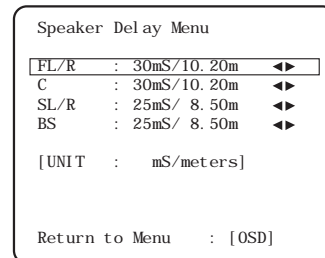 Speaker Delay Menu
FL/R : 30mS/10.20m ◄►
C : 30mS/10.20m ◄►
SL/R : 25mS/ 8.50m ◄►
BS : 25mS/ 8.50m ◄►
[UNIT : mS/meters]
Return to Menu : [OSD]